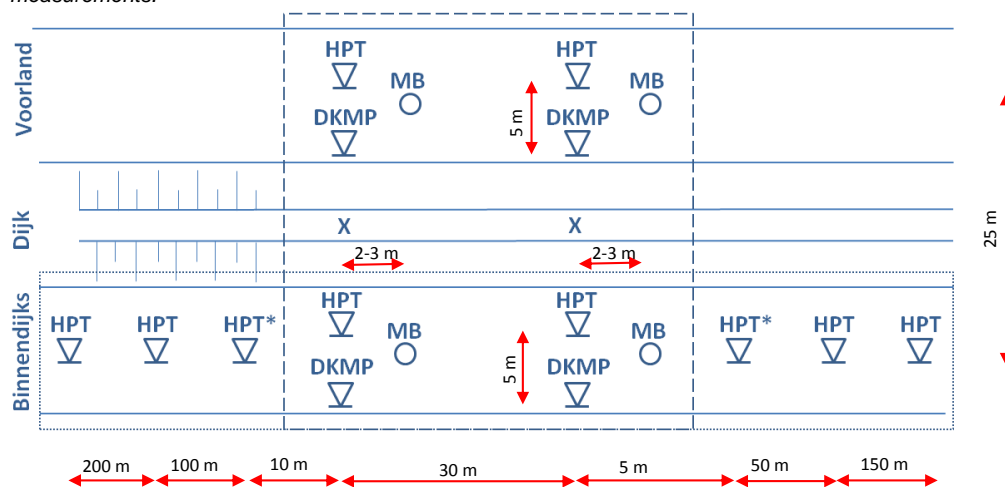 measurements.
Voorland
HPT
HPT
MB
MB
DKMP
DKMP
5 m
Dijk
X
X
2-3 m
2-3 m
25 m
Binnendijks
HPT
HPT
HPT
HPT
HPT*
HPT*
HPT
HPT
MB
MB
DKMP
DKMP
5 m
200 m
100 m
10 m
30 m
5 m
50 m
150 m